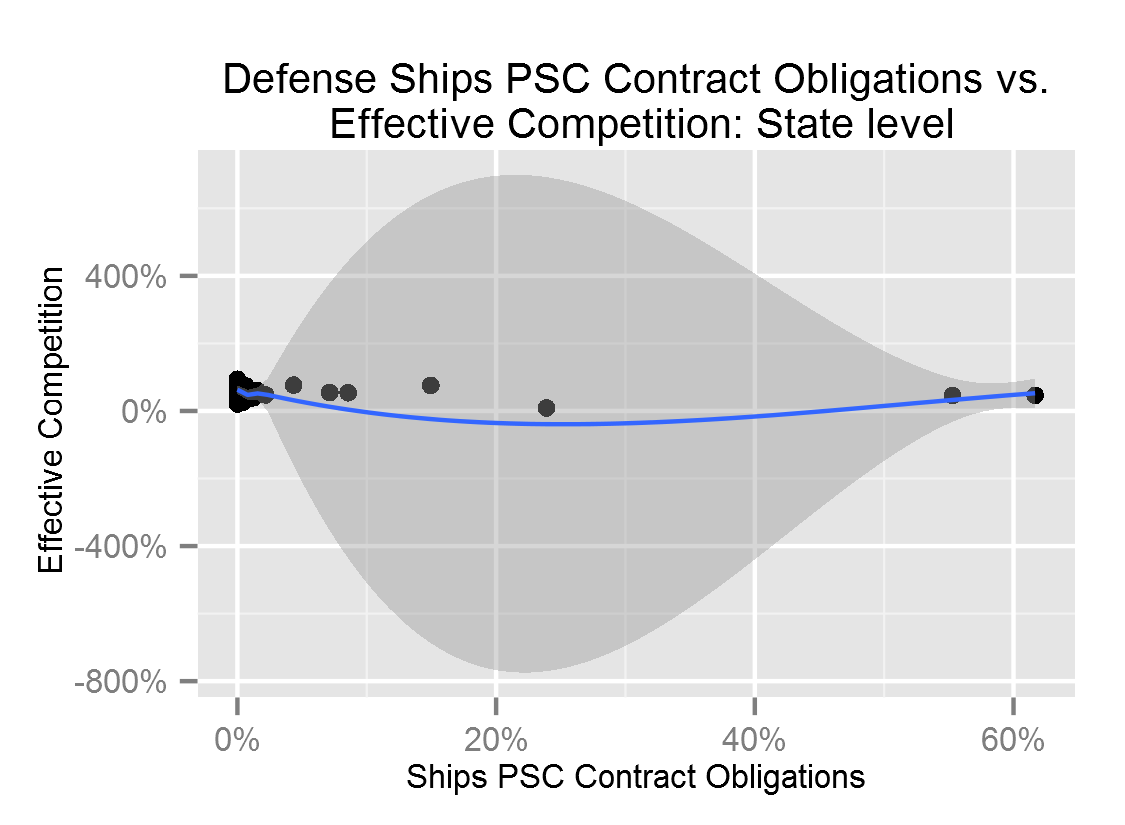 Defense Ships PSC Contract Obligations vs.
Effective Competition: State level
Effective Competition
400%
0%
-400%
-800%
0%
20%
40%
60%
Ships PSC Contract Obligations